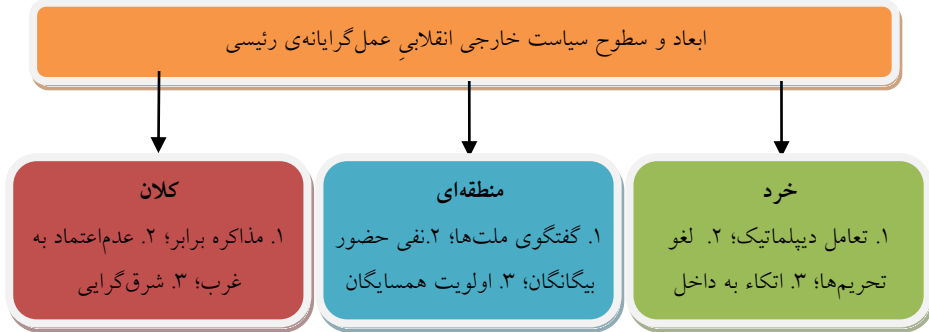 ابعاد و سطوح سیاست خارجی انقلابیِ عمل‌گرایانه‌ی رئیسی
خرد
۱. تعامل دیپلماتیک؛ ۲. لغو
تحریم‌ها؛ ۳. اتکاء به داخل
منطقه‌ای
۱. گفتگوی ملت‌ها؛ ۲.نفی حضور
بیگانگان؛ ۳. اولویت همسایگان
کلان
۱. مذاکره برابر؛ ۲. عدم‌اعتماد به
غرب؛ ۳. شرق‌گرایی